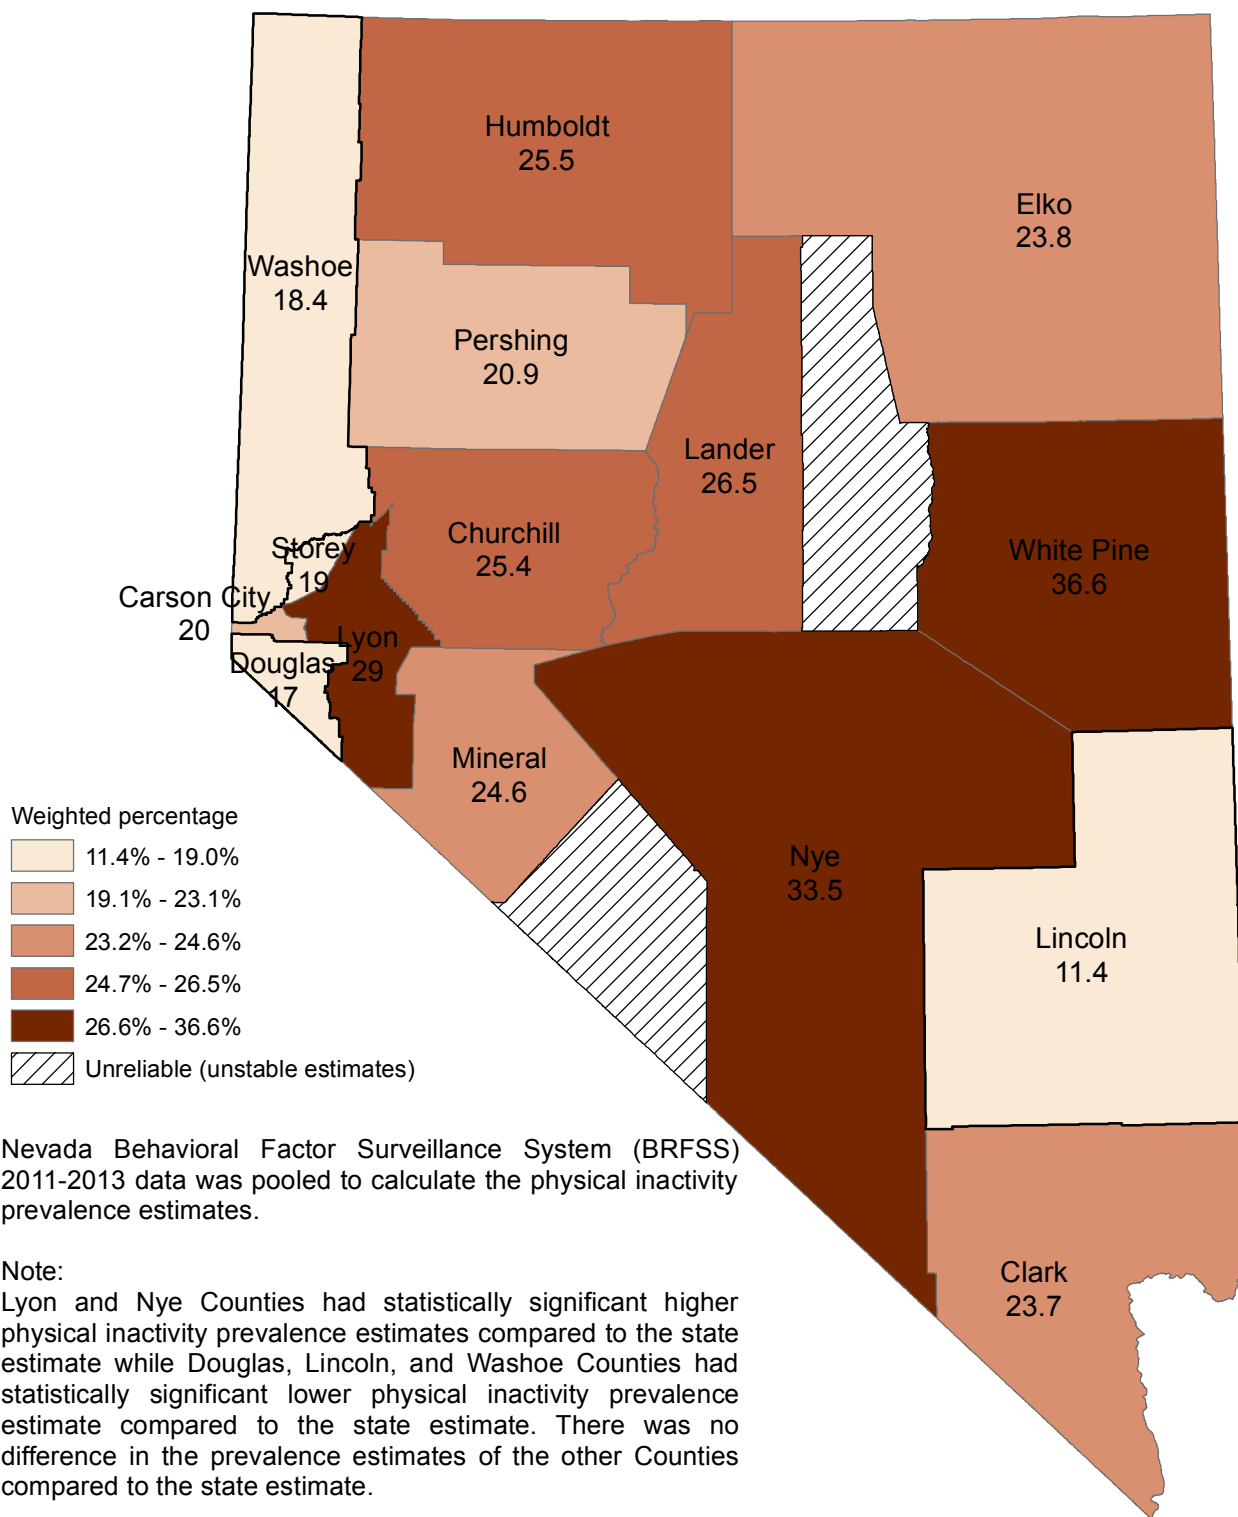 Humboldt
25.5
Elko
23.8
Washoe
18.4
Pershing
20.9
Lander
26.5
Churchill
25.4
White Pine
36.6
Storey
19
Carson City
20
Lyon
29
Douglas
17
Mineral
24.6
Nye
33.5
Lincoln
11.4
Clark
23.7
Weighted percentage
11.4% - 19.0%
19.1% - 23.1%
23.2% - 24.6%
24.7% - 26.5%
26.6% - 36.6%
Unreliable (unstable estimates)
Nevada Behavioral Factor Surveillance System (BRFSS)
2011-2013 data was pooled to calculate the physical inactivity
prevalence estimates.
Note:
Lyon and Nye Counties had statistically significant higher
physical inactivity prevalence estimates compared to the state
estimate while Douglas, Lincoln, and Washoe Counties had
statistically significant lower physical inactivity prevalence
estimate compared to the state estimate. There was no
difference in the prevalence estimates of the other Counties
compared to the state estimate.